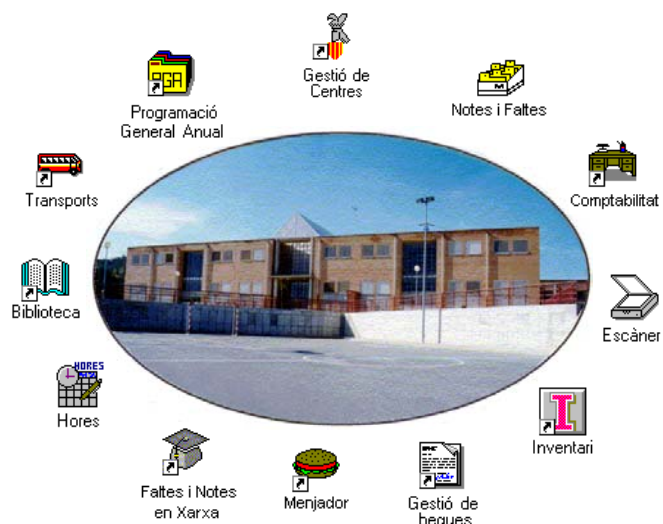 Gestió de
Centres
Programació
General Anual
PGA
Notes i Faltes
Transports
Comptabilitat
Biblioteca
Escàner
HORES
Hores
Inventari
I
Faltes i Notes
en Xarxa
Menjador
Gestió de
beques